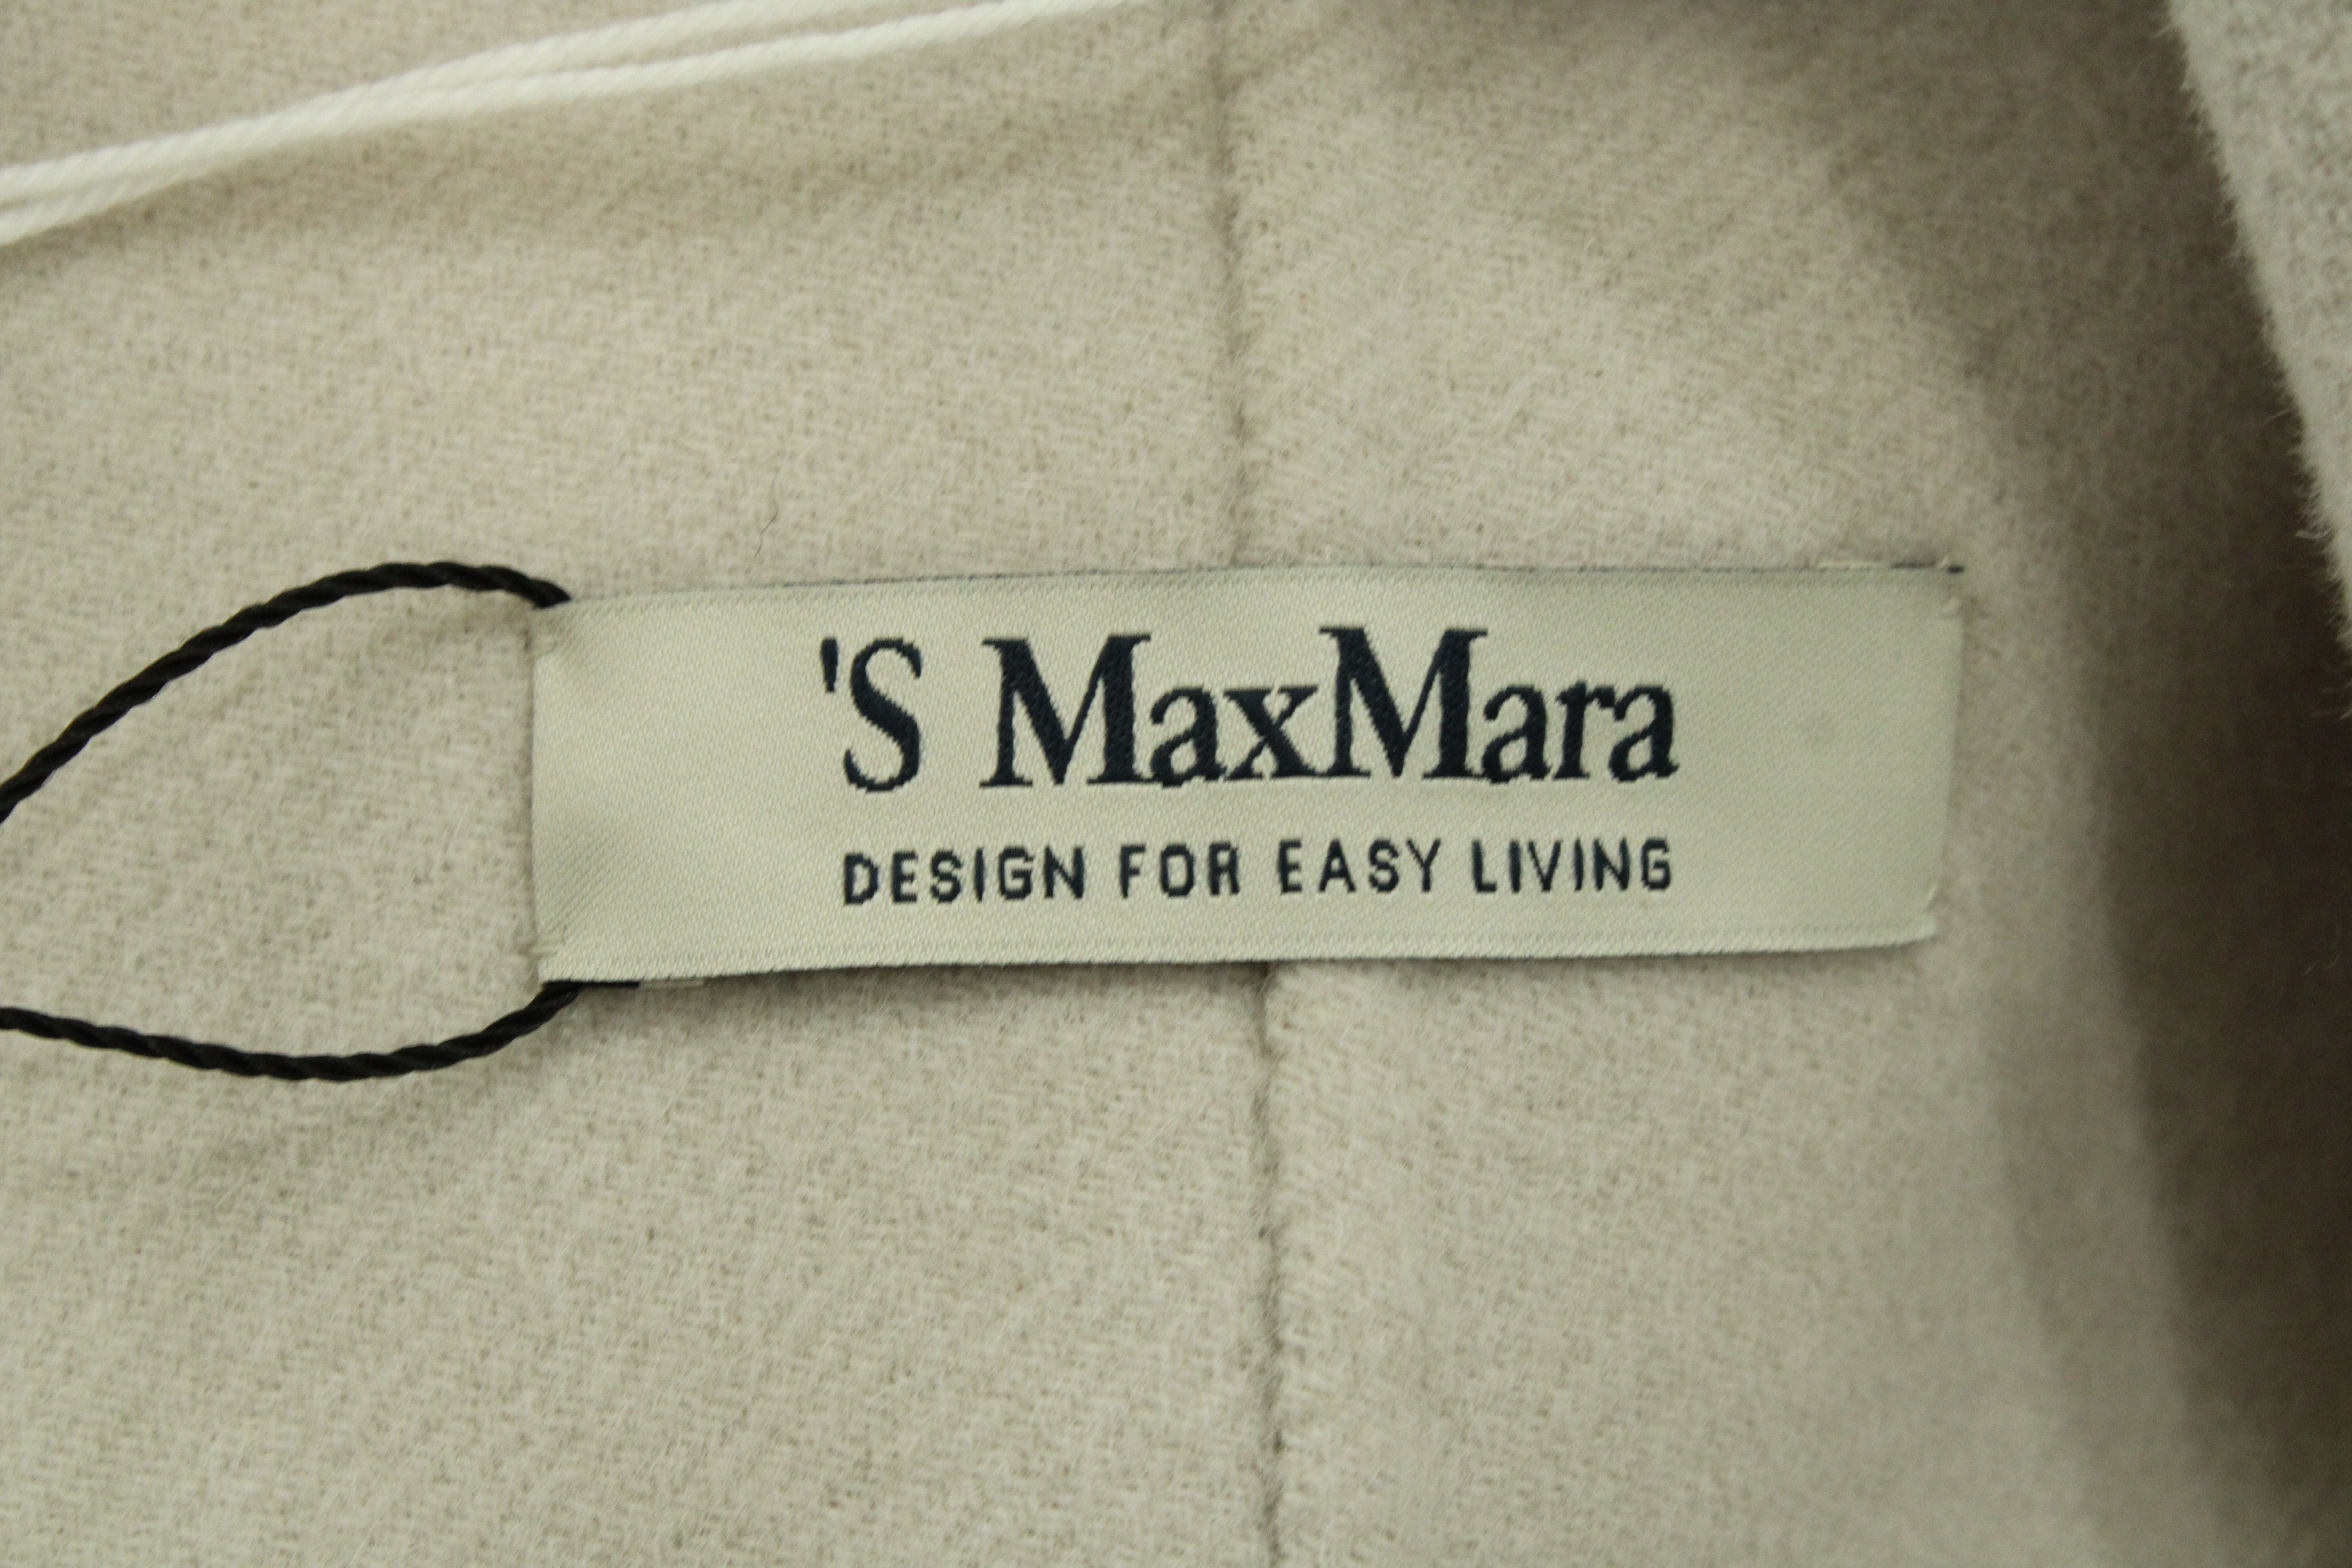 'S MaxMara
DESIGN FOR EASY LIVING